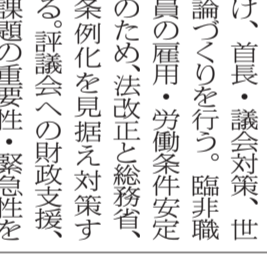 け、首長・議会対策、世
論づくりを行う。臨非職
員の雇用・労働条件安定
のため、法改正と総務省、
条例化を見据え対策す
る。評議会への財政支援、
課題の重要性・緊急性を